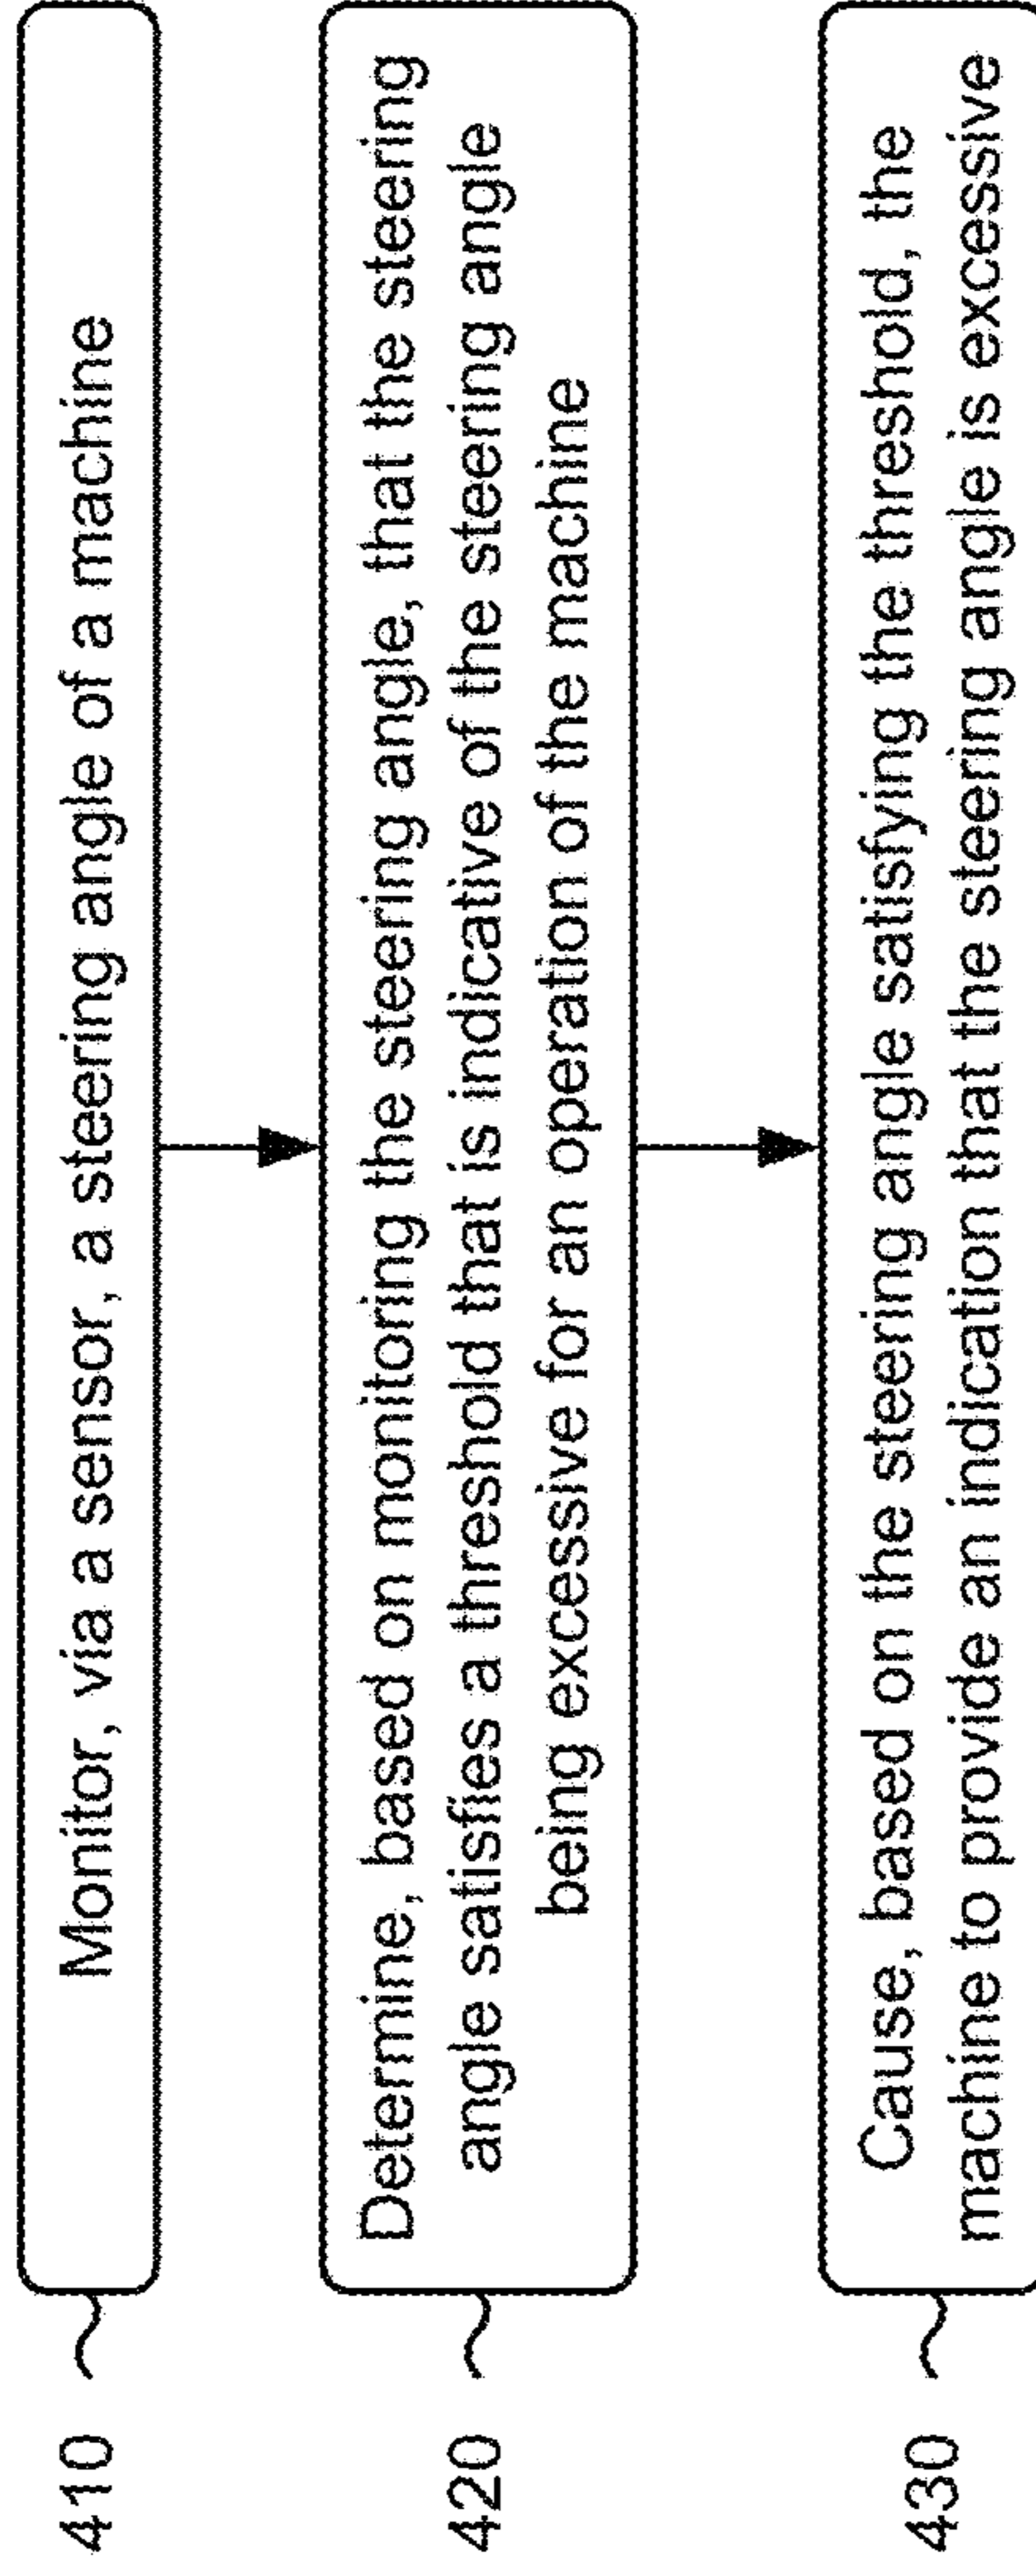 410
Monitor, via a sensor, a steering angle of a machine
420
Determine, based on monitoring the steering angle, that the steering
angle satisfies a threshold that is indicative of the steering angle
being excessive for an operation of the machine
430
Cause, based on the steering angle satisfying the threshold, the
machine to provide an indication that the steering angle is excessive